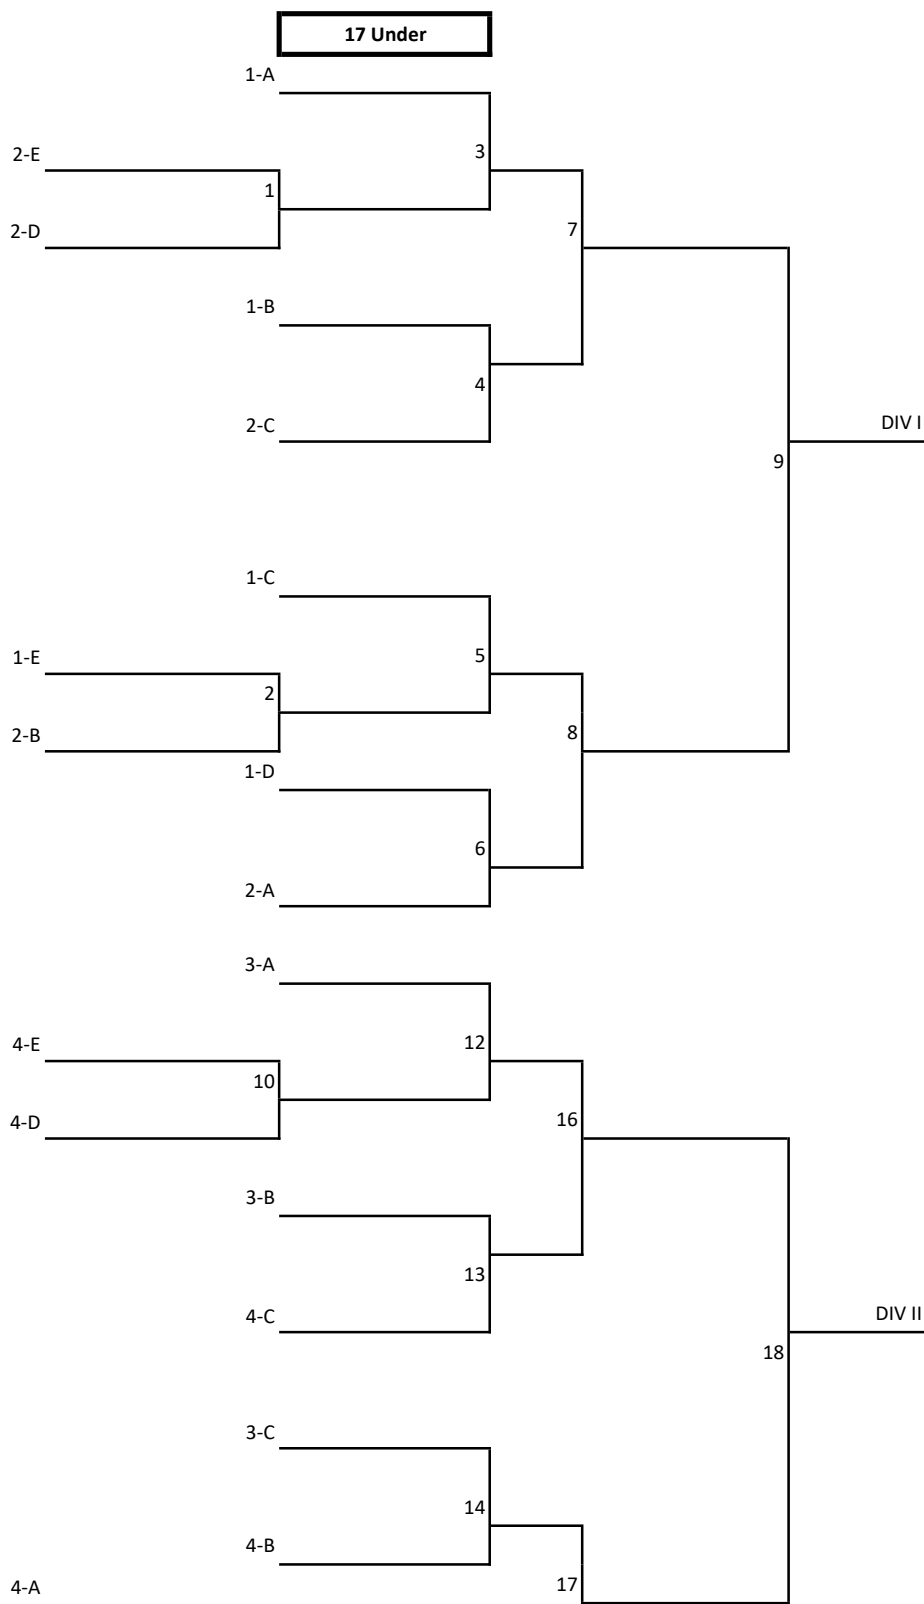 17 Under
1-A
3
2-E
1
7
2-D
1-B
4
2-C
DIV I
9
1-C
1-E
5
2
8
2-B
1-D
6
2-A
3-A
4-E
12
10
16
4-D
3-B
13
4-C
DIV II
18
3-C
14
4-B
17
4-A